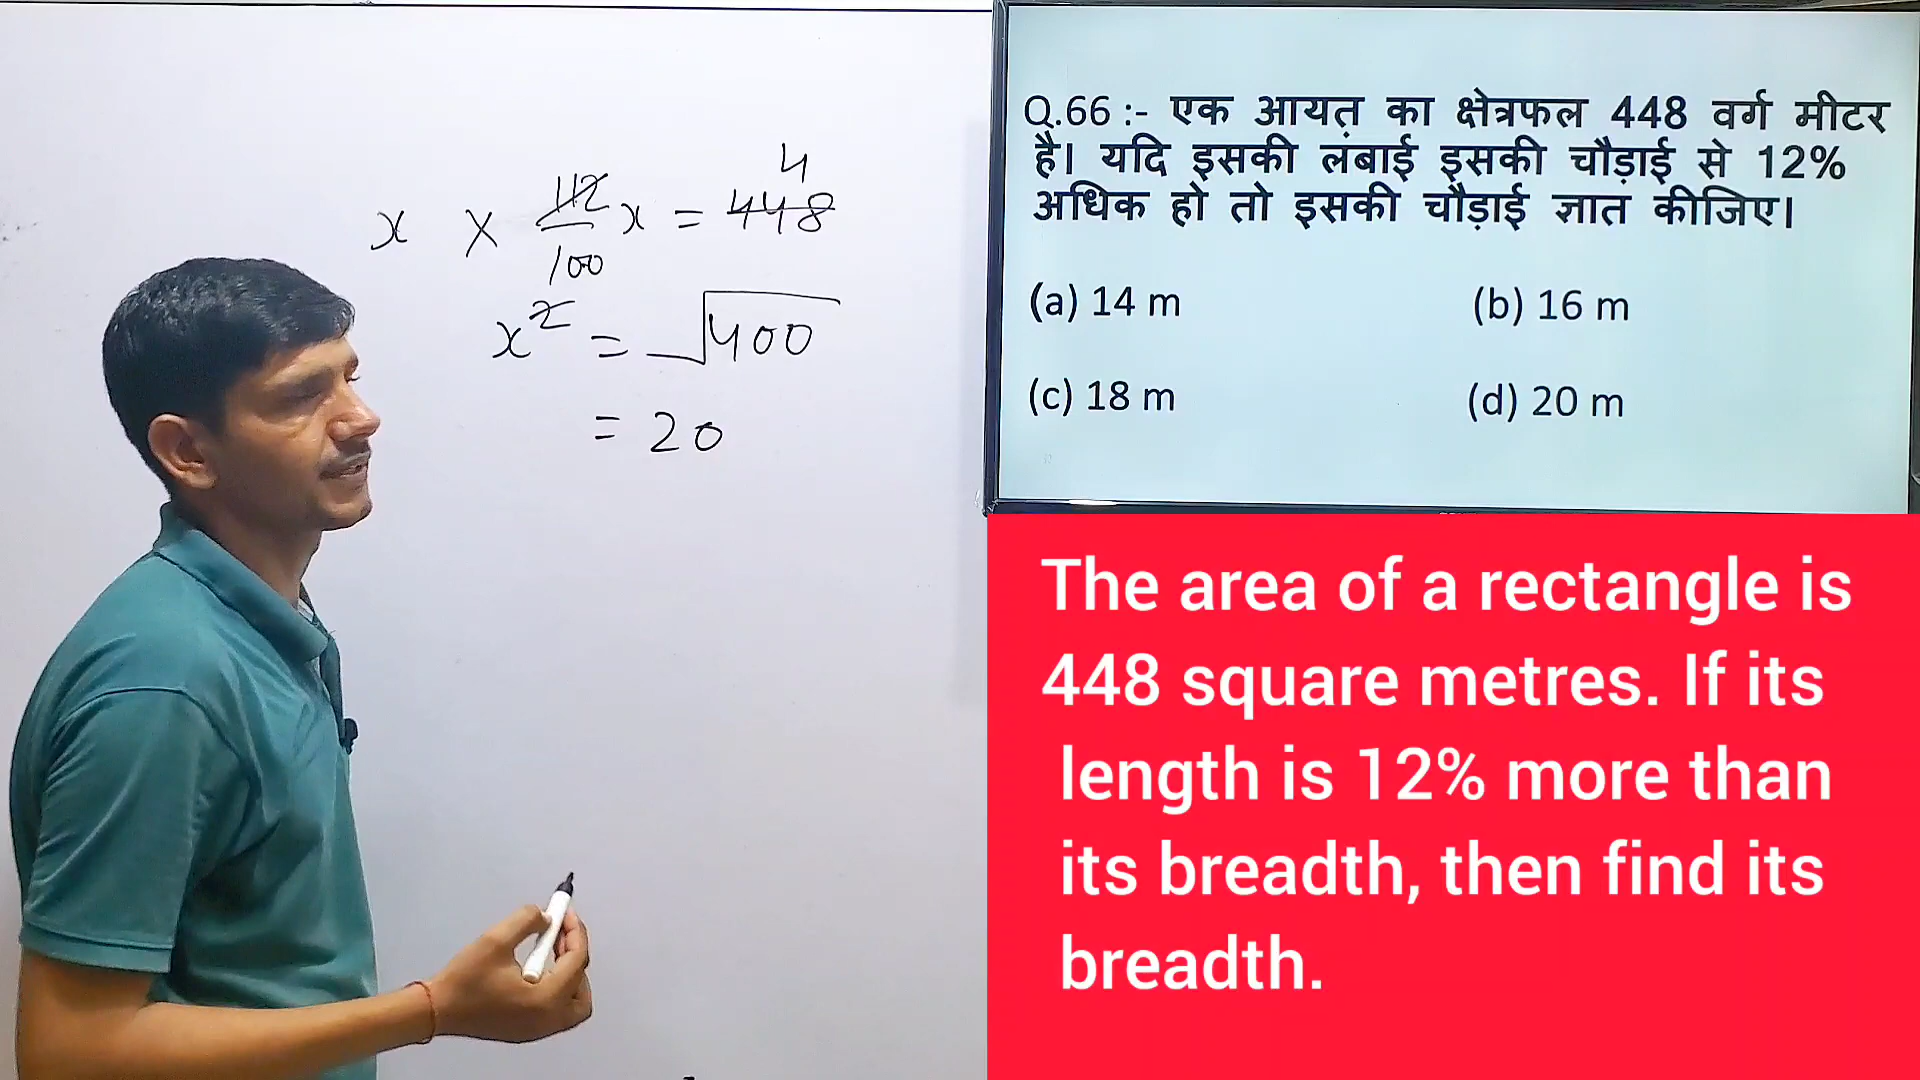 4
x × 112/100 x = 448
x² = √400
= 20
Q.66 :- एक आयत का क्षेत्रफल 448 वर्ग मीटर
है। यदि इसकी लंबाई इसकी चौड़ाई से 12%
अधिक हो तो इसकी चौड़ाई ज्ञात कीजिए।
(a) 14 m (b) 16 m
(c) 18 m (d) 20 m
The area of a rectangle is
448 square metres. If its
length is 12% more than
its breadth, then find its
breadth.